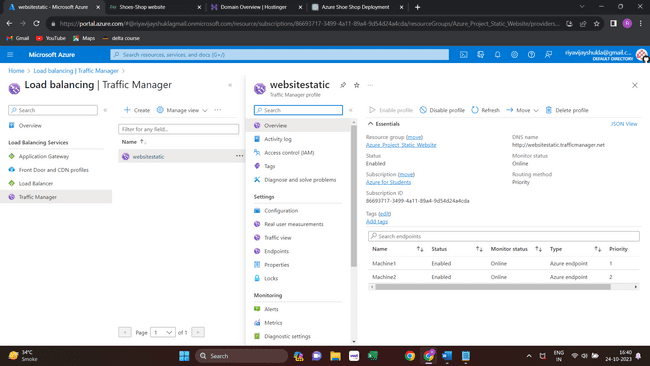 websitestatic - Microsoft Azure
Shoes-Shop website
Domain Overview | Hostinger
Azure Shoe Shop Deployment
Gmail
YouTube
Maps
delta course
Microsoft Azure
Search resources, services, and docs (G+/)
riyavijayshukla@gmail.c...
DEFAULT DIRECTORY
Home > Load balancing | Traffic Manager >
Load balancing | Traffic Manager
Search
Overview
Load Balancing Services
Application Gateway
Front Door and CDN profiles
Load Balancer
Traffic Manager
Create
Manage view
Filter for any field...
Name
websitestatic
Page 1 of 1
websitestatic
Traffic Manager profile
Search
Overview
Activity log
Access control (IAM)
Tags
Diagnose and solve problems
Settings
Configuration
Real user measurements
Traffic view
Endpoints
Properties
Locks
Monitoring
Alerts
Metrics
Diagnostic settings
Enable profile
Disable profile
Refresh
Move
Delete profile
Essentials
JSON View
Resource group (move)
Azure_Project_Static_Website
Status
Enabled
Subscription (move)
Azure for Students
Subscription ID
86693717-3499-4a11-89a4-9d54d24a4cda
Tags (edit)
Add tags
DNS name
http://websitestatic.trafficmanager.net
Monitor status
Online
Routing method
Priority
Search endpoints
Name Status Monitor status Type Priority
Machine1 Enabled Online Azure endpoint 1
Machine2 Enabled Online Azure endpoint 2
34°C
Smoke
Search
ENG
IN
16:40
24-10-2023